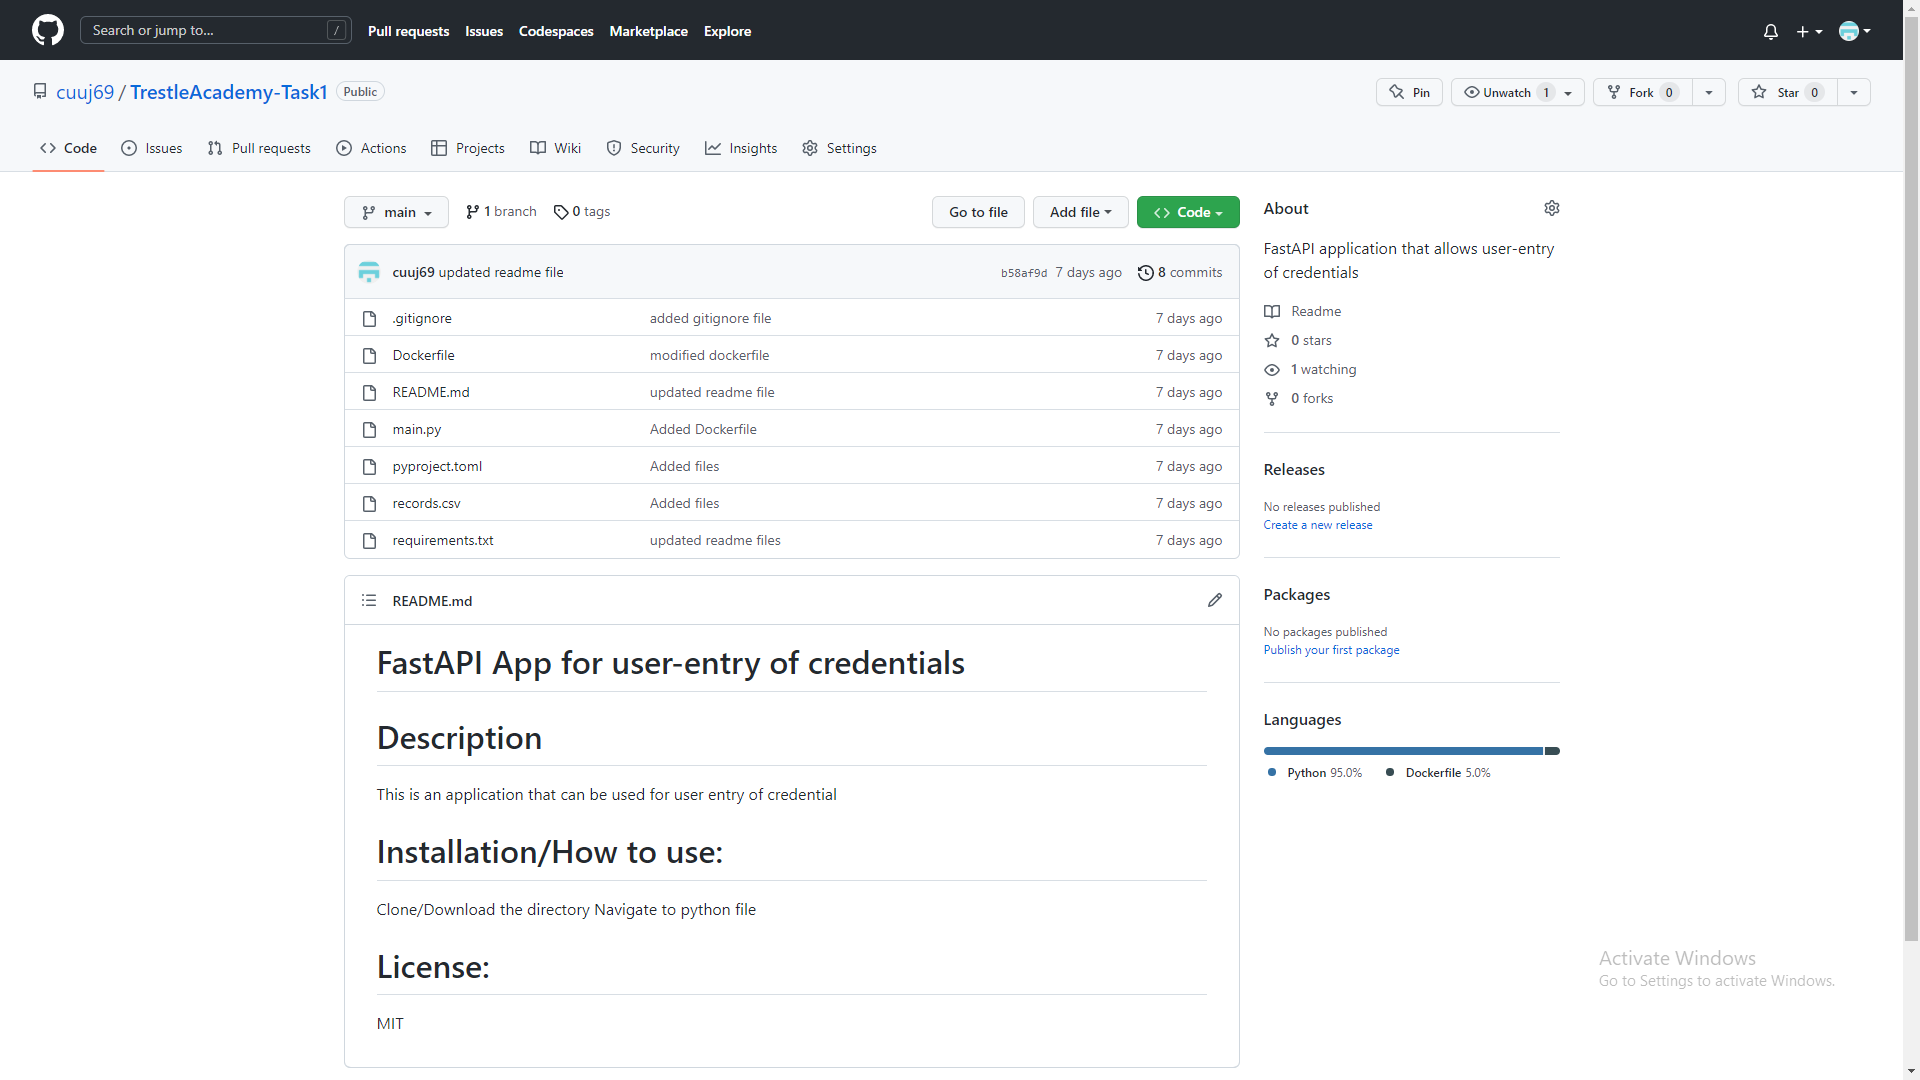 Search or jump to... /
Pull requests Issues Codespaces Marketplace Explore
cuuj69 / TrestleAcademy-Task1 Public
Pin Unwatch 1 Fork 0 Star 0
Code Issues Pull requests Actions Projects Wiki Security Insights Settings
main 1 branch 0 tags Go to file Add file Code
cuuj69 updated readme file b58af9d 7 days ago 8 commits
.gitignore added gitignore file 7 days ago
Dockerfile modified dockerfile 7 days ago
README.md updated readme file 7 days ago
main.py Added Dockerfile 7 days ago
pyproject.toml Added files 7 days ago
records.csv Added files 7 days ago
requirements.txt updated readme files 7 days ago
README.md
FastAPI App for user-entry of credentials
Description
This is an application that can be used for user entry of credential
Installation/How to use:
Clone/Download the directory Navigate to python file
License:
MIT
About
FastAPI application that allows user-entry
of credentials
Readme
0 stars
1 watching
0 forks
Releases
No releases published
Create a new release
Packages
No packages published
Publish your first package
Languages
Python 95.0% Dockerfile 5.0%
Activate Windows
Go to Settings to activate Windows.